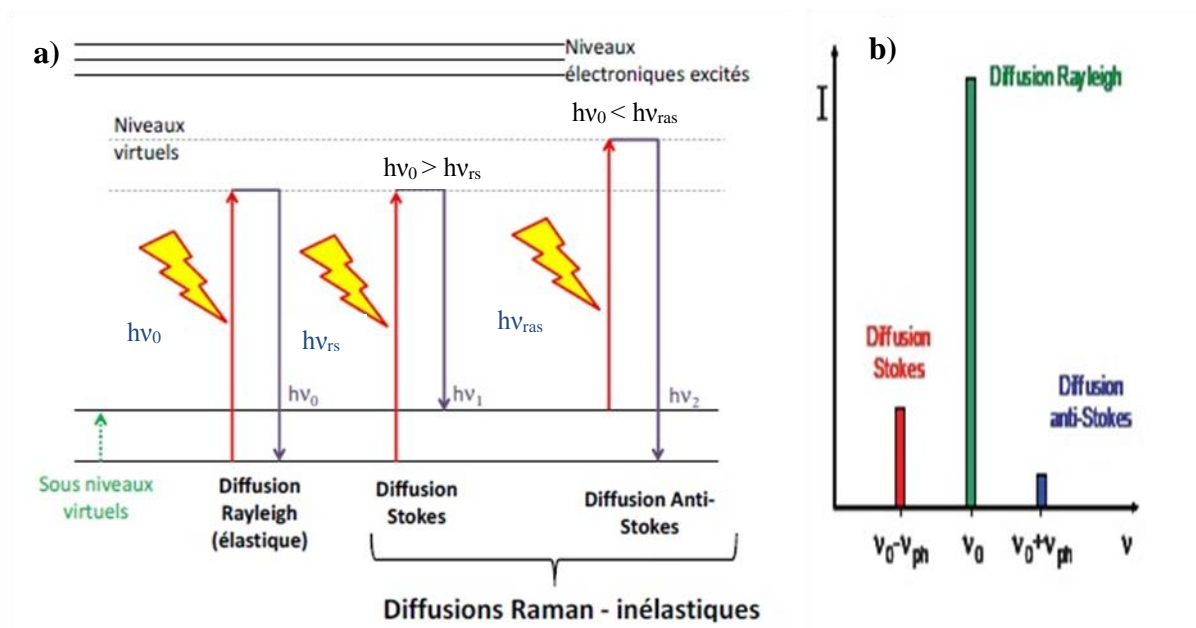 a)
Niveaux
électroniques excités
Niveaux
virtuels
hν₀ < hνras
hν₀ > hνrs
hν₀
hνrs
hνras
hν₀
hν₁
hν₂
Sous niveaux
virtuels
Diffusion
Rayleigh
(élastique)
Diffusion
Stokes
Diffusion Anti-
Stokes
Diffusions Raman - inélastiques
b)
I
Diffusion Rayleigh
Diffusion
Stokes
Diffusion
anti-Stokes
ν₀-νph
ν₀
ν₀+νph
ν